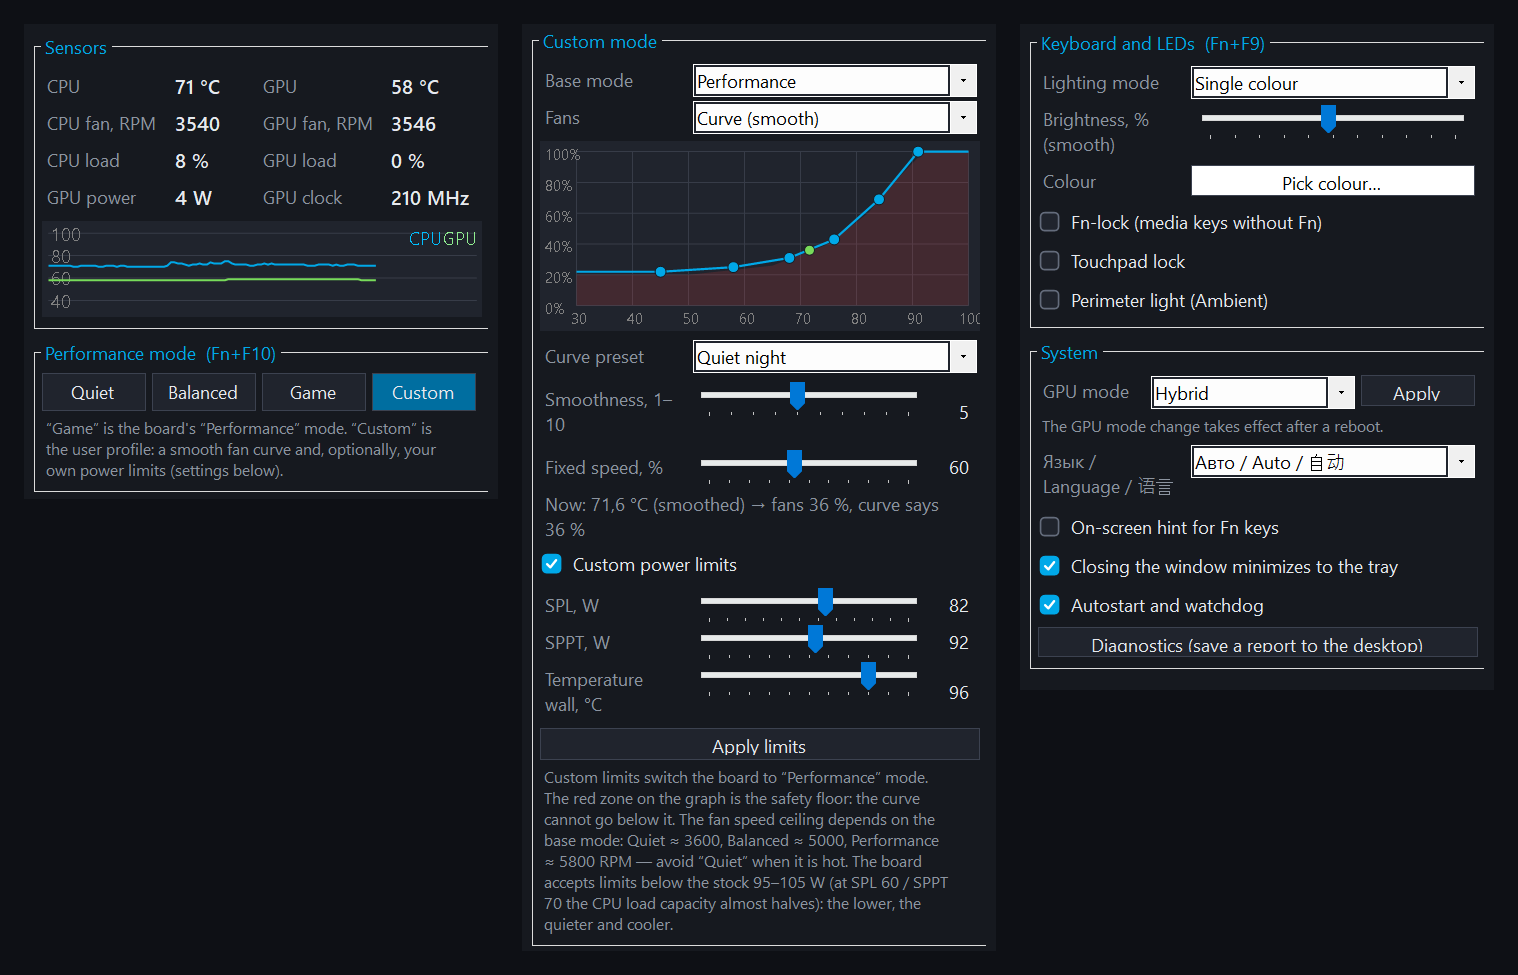 Sensors
CPU 71 °C GPU 58 °C
CPU fan, RPM 3540 GPU fan, RPM 3546
CPU load 8 % GPU load 0 %
GPU power 4 W GPU clock 210 MHz
100
CPU GPU
80
60
40
Performance mode (Fn+F10)
Quiet Balanced Game Custom
“Game” is the board's “Performance” mode. “Custom” is
the user profile: a smooth fan curve and, optionally, your
own power limits (settings below).
Custom mode
Base mode Performance
Fans Curve (smooth)
100%
80%
60%
40%
20%
0%
30 40 50 60 70 80 90 100
Curve preset Quiet night
Smoothness, 1–
10 5
Fixed speed, % 60
Now: 71,6 °C (smoothed) → fans 36 %, curve says
36 %
Custom power limits
SPL, W 82
SPPT, W 92
Temperature
wall, °C 96
Apply limits
Custom limits switch the board to “Performance” mode.
The red zone on the graph is the safety floor: the curve
cannot go below it. The fan speed ceiling depends on the
base mode: Quiet ≈ 3600, Balanced ≈ 5000, Performance
≈ 5800 RPM — avoid “Quiet” when it is hot. The board
accepts limits below the stock 95–105 W (at SPL 60 / SPPT
70 the CPU load capacity almost halves): the lower, the
quieter and cooler.
Keyboard and LEDs (Fn+F9)
Lighting mode Single colour
Brightness, %
(smooth)
Colour Pick colour...
Fn-lock (media keys without Fn)
Touchpad lock
Perimeter light (Ambient)
System
GPU mode Hybrid Apply
The GPU mode change takes effect after a reboot.
Язык /
Language / 语言
Авто / Auto / 自动
On-screen hint for Fn keys
Closing the window minimizes to the tray
Autostart and watchdog
Diagnostics (save a report to the desktop)